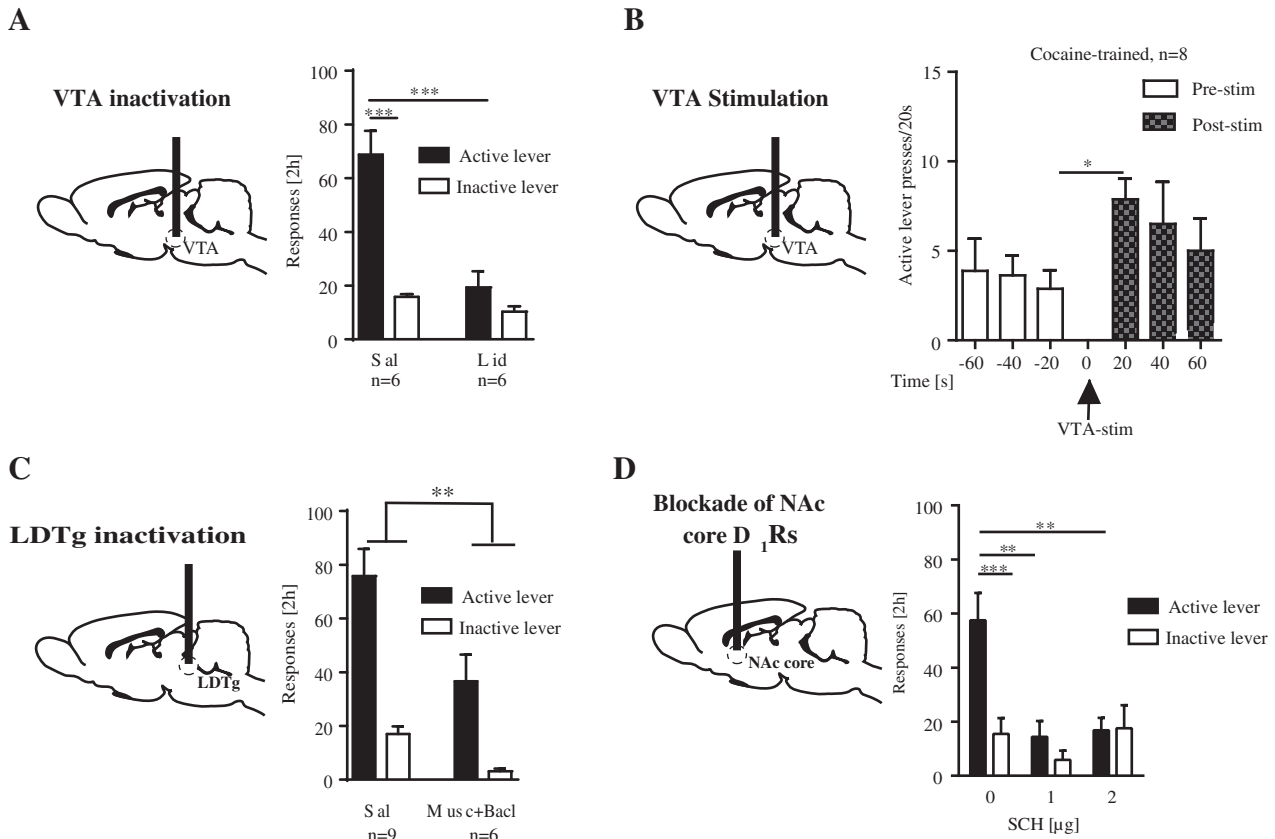 A
VTA inactivation
VTA
Responses [2h]
100
80
60
40
20
0
***
***
Active lever
Inactive lever
Sal
n=6
Lid
n=6
B
VTA Stimulation
VTA
Cocaine-trained, n=8
Active lever presses/20s
15
10
5
0
Pre-stim
Post-stim
*
-60
-40
-20
0
20
40
60
Time [s]
VTA-stim
C
LDTg inactivation
LDTg
Responses [2h]
100
80
60
40
20
0
**
Active lever
Inactive lever
Sal
n=9
Musc+Bacl
n=6
D
Blockade of NAc
core D 1Rs
NAc core
Responses [2h]
100
80
60
40
20
0
**
**
***
Active lever
Inactive lever
0
1
2
SCH [µg]